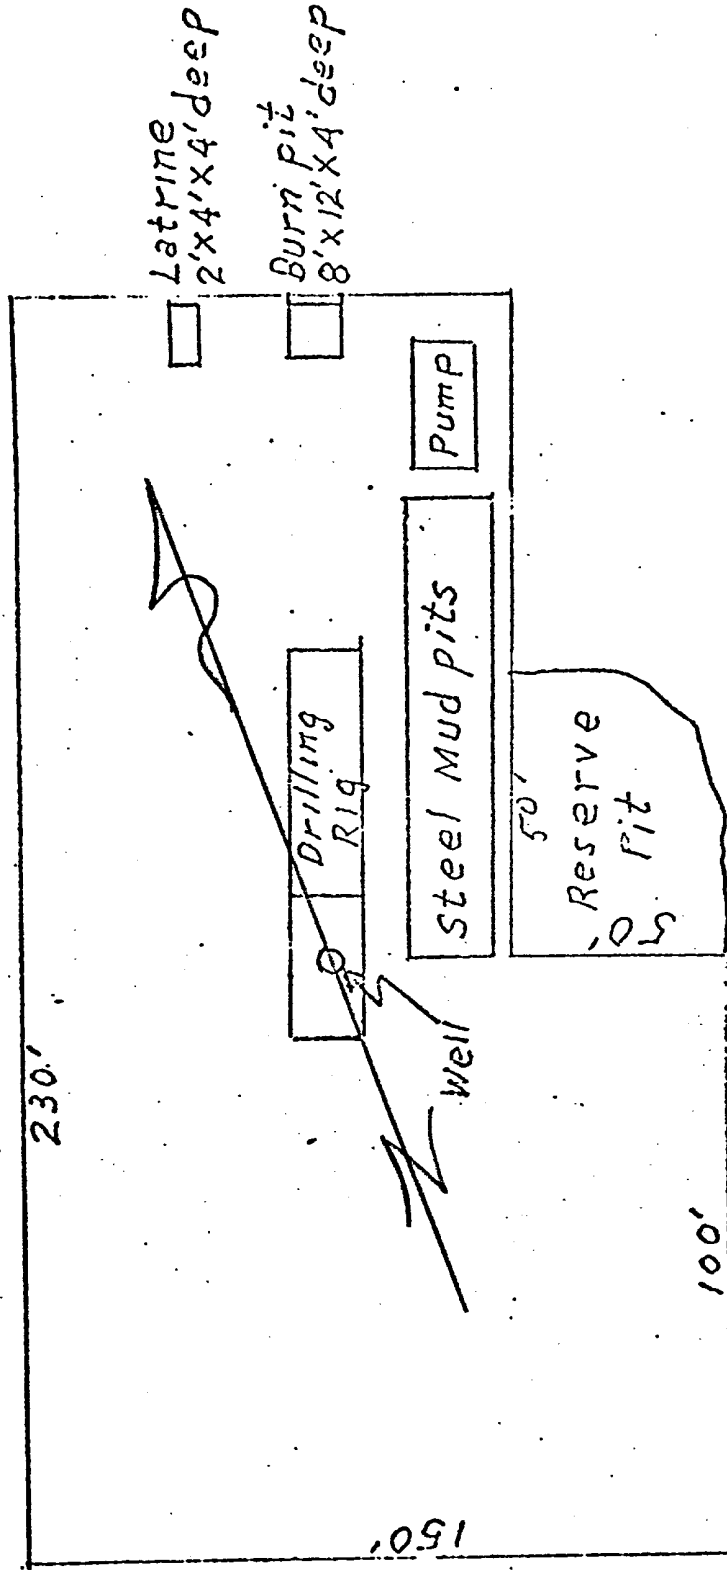 230'
Latrine
2'x4'x4' deep
Burn pit
8'x12'x4' deep
Drilling
Rig
Well
Pump
Steel Mud pits
50'
Reserve
Pit
50'
100'
150'